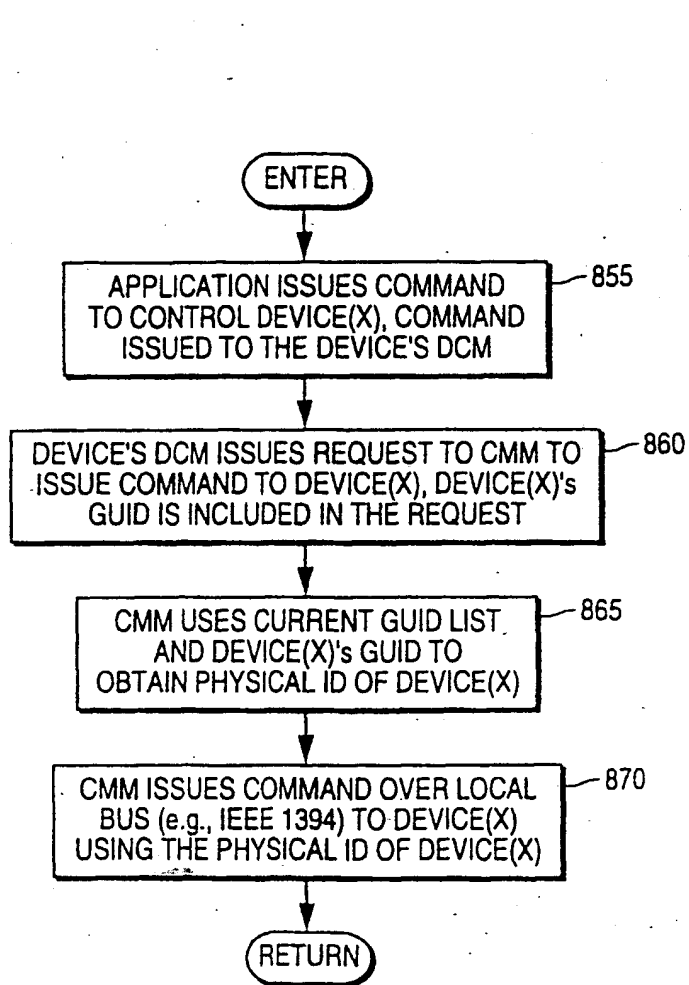 ENTER
APPLICATION ISSUES COMMAND
TO CONTROL DEVICE(X), COMMAND
ISSUED TO THE DEVICE'S DCM
855
DEVICE'S DCM ISSUES REQUEST TO CMM TO
ISSUE COMMAND TO DEVICE(X), DEVICE(X)'s
GUID IS INCLUDED IN THE REQUEST
860
CMM USES CURRENT GUID LIST
AND DEVICE(X)'s GUID TO
OBTAIN PHYSICAL ID OF DEVICE(X)
865
CMM ISSUES COMMAND OVER LOCAL
BUS (e.g., IEEE 1394) TO DEVICE(X)
USING THE PHYSICAL ID OF DEVICE(X)
870
RETURN